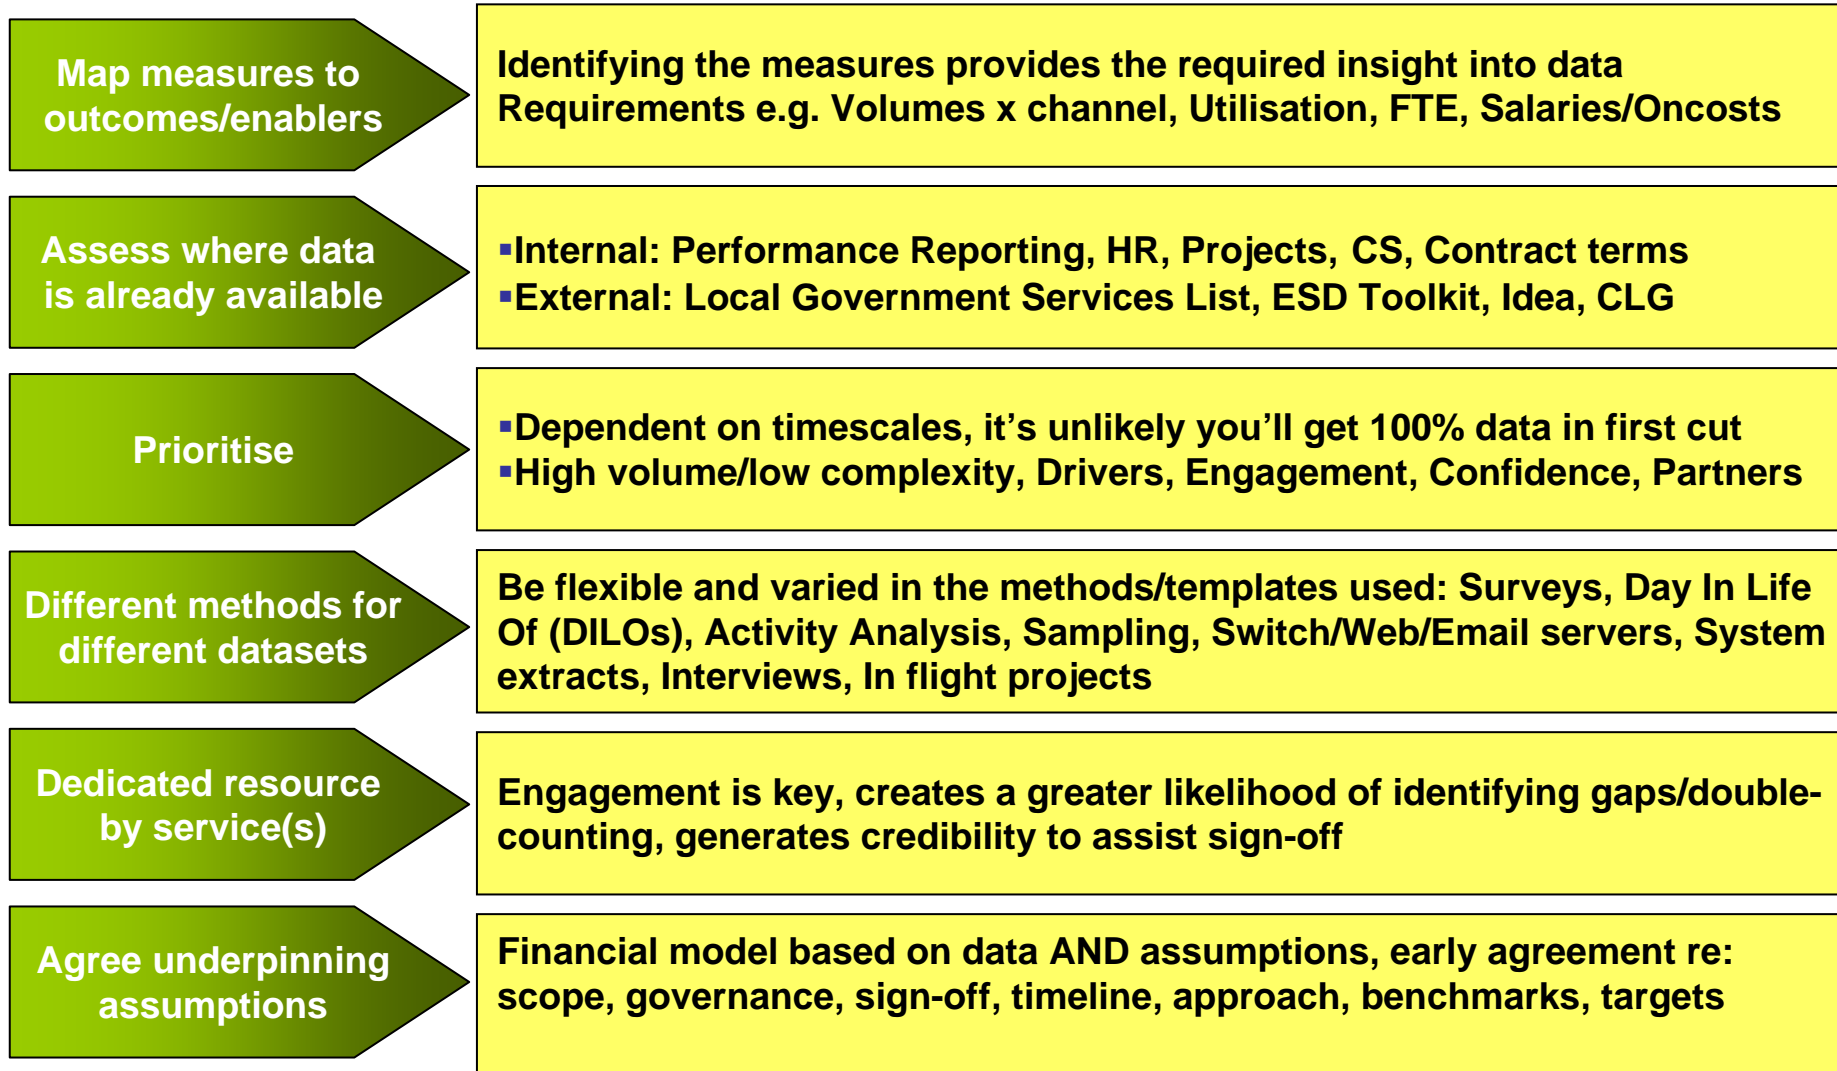 Map measures to
outcomes/enablers
Identifying the measures provides the required insight into data
Requirements e.g. Volumes x channel, Utilisation, FTE, Salaries/Oncosts
Assess where data
is already available
▪Internal: Performance Reporting, HR, Projects, CS, Contract terms
▪External: Local Government Services List, ESD Toolkit, Idea, CLG
Prioritise
▪Dependent on timescales, it’s unlikely you’ll get 100% data in first cut
▪High volume/low complexity, Drivers, Engagement, Confidence, Partners
Different methods for
different datasets
Be flexible and varied in the methods/templates used: Surveys, Day In Life
Of (DILOs), Activity Analysis, Sampling, Switch/Web/Email servers, System
extracts, Interviews, In flight projects
Dedicated resource
by service(s)
Engagement is key, creates a greater likelihood of identifying gaps/double-
counting, generates credibility to assist sign-off
Agree underpinning
assumptions
Financial model based on data AND assumptions, early agreement re:
scope, governance, sign-off, timeline, approach, benchmarks, targets